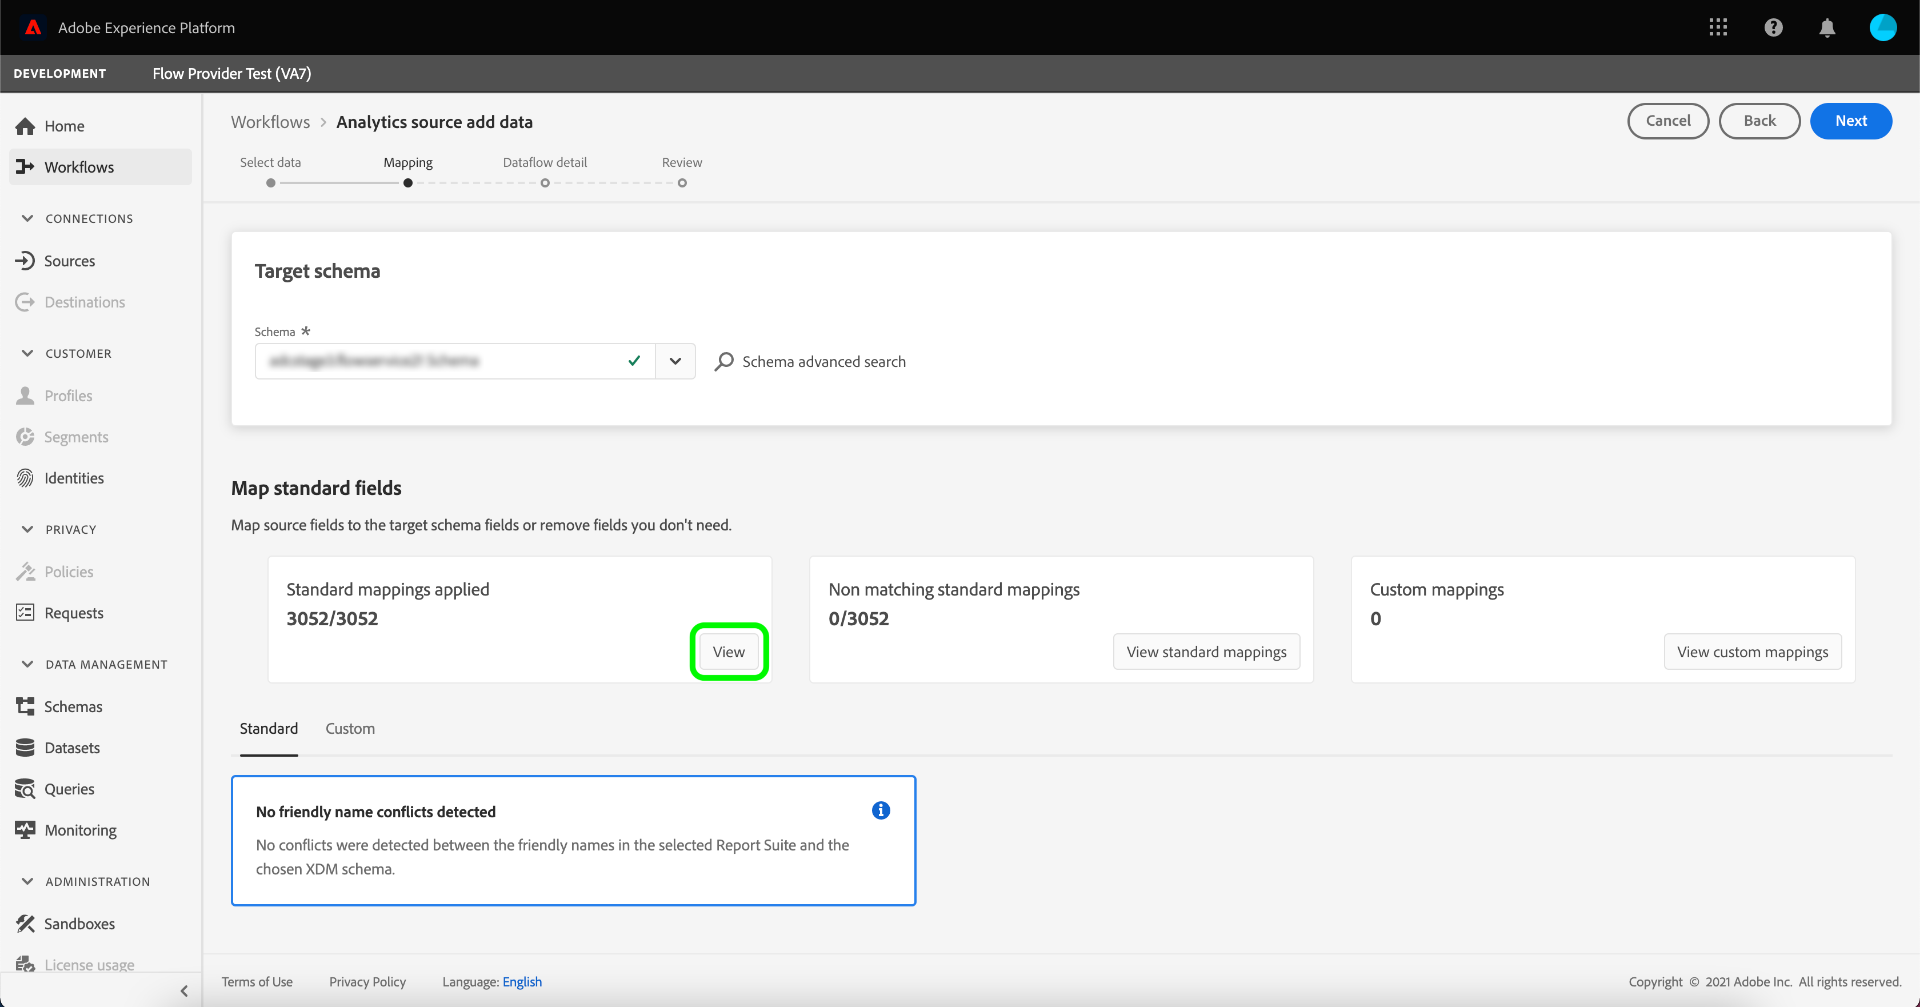 Adobe Experience Platform
DEVELOPMENT
Flow Provider Test (VA7)
Home
Workflows
CONNECTIONS
Sources
Destinations
CUSTOMER
Profiles
Segments
Identities
PRIVACY
Policies
Requests
DATA MANAGEMENT
Schemas
Datasets
Queries
Monitoring
ADMINISTRATION
Sandboxes
License usage
Workflows > Analytics source add data
Cancel
Back
Next
Select data
Mapping
Dataflow detail
Review
Target schema
Schema *
Schema advanced search
Map standard fields
Map source fields to the target schema fields or remove fields you don't need.
Standard mappings applied
3052/3052
View
Non matching standard mappings
0/3052
View standard mappings
Custom mappings
0
View custom mappings
Standard
Custom
No friendly name conflicts detected
No conflicts were detected between the friendly names in the selected Report Suite and the
chosen XDM schema.
Terms of Use
Privacy Policy
Language: English
Copyright © 2021 Adobe Inc. All rights reserved.